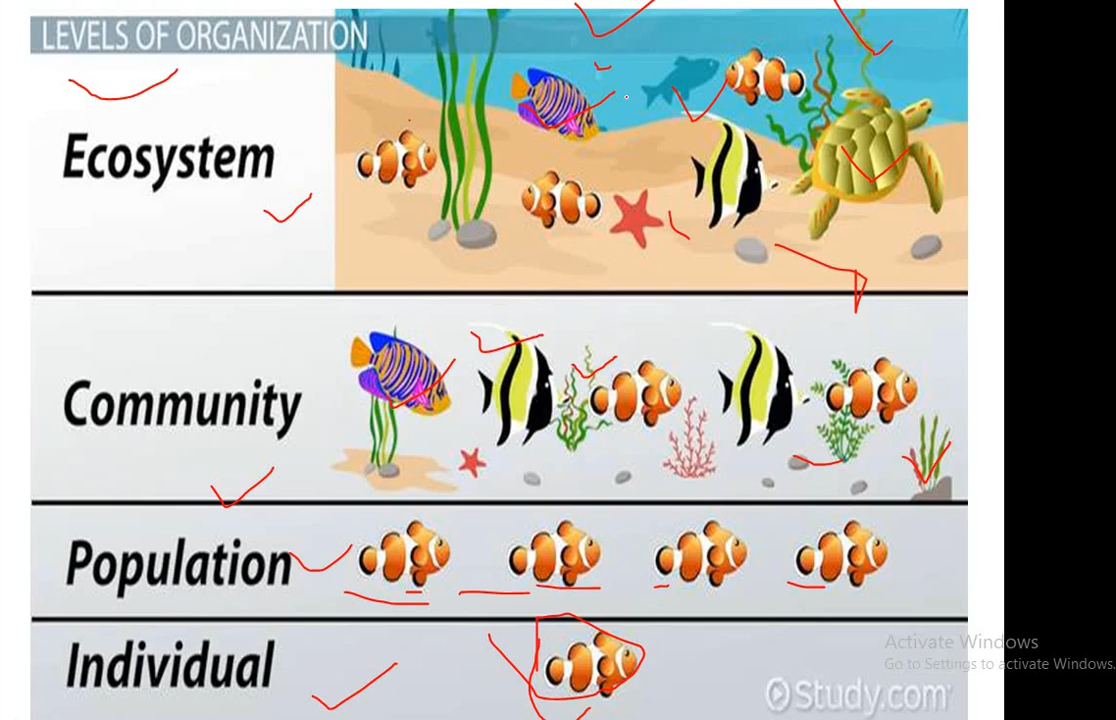 LEVELS OF ORGANIZATION
Ecosystem
Community
Population
Individual
Activate Windows
Go to Settings to activate Windows.
Study.com